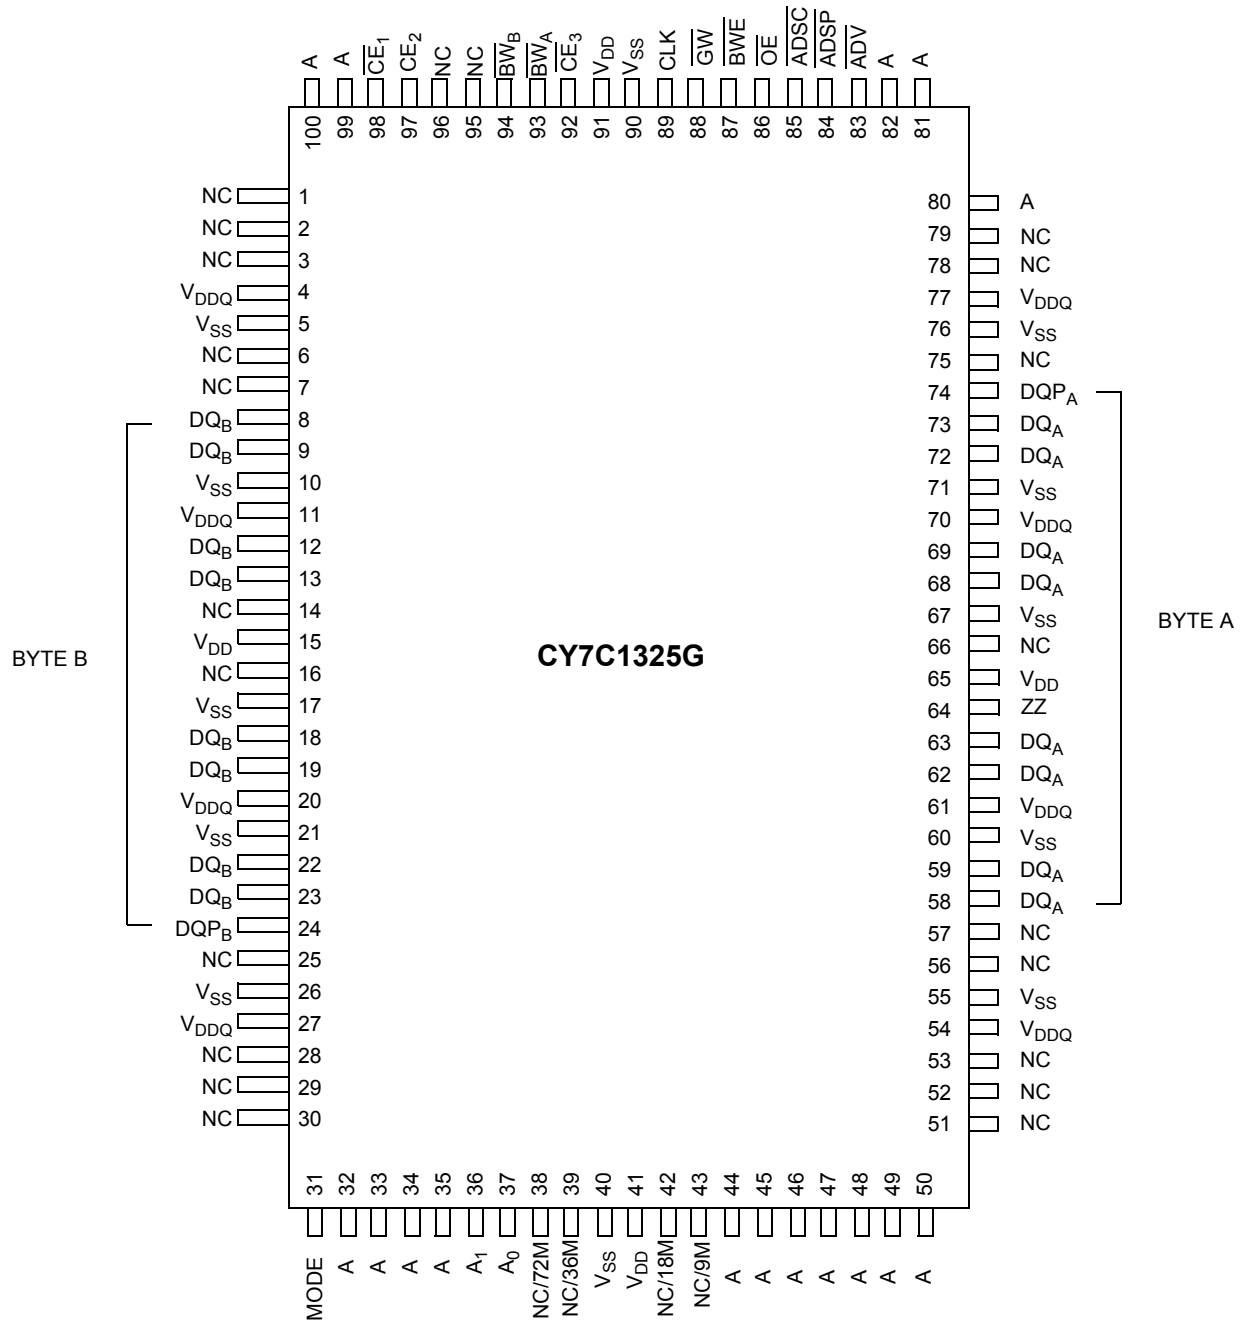 A A CE1 CE2 NC NC BWB BWA CE3 VDD VSS CLK GW BWE OE ADSC ADSP ADV A A
100 99 98 97 96 95 94 93 92 91 90 89 88 87 86 85 84 83 82 81
NC 1
NC 2
NC 3
VDDQ 4
VSS 5
NC 6
NC 7
DQB 8
DQB 9
VSS 10
VDDQ 11
DQB 12
DQB 13
NC 14
VDD 15
NC 16
VSS 17
DQB 18
DQB 19
VDDQ 20
VSS 21
DQB 22
DQB 23
DQPB 24
NC 25
VSS 26
VDDQ 27
NC 28
NC 29
NC 30
BYTE B
CY7C1325G
80 A
79 NC
78 NC
77 VDDQ
76 VSS
75 NC
74 DQPA
73 DQA
72 DQA
71 VSS
70 VDDQ
69 DQA
68 DQA
67 VSS
66 NC
65 VDD
64 ZZ
63 DQA
62 DQA
61 VDDQ
60 VSS
59 DQA
58 DQA
57 NC
56 NC
55 VSS
54 VDDQ
53 NC
52 NC
51 NC
BYTE A
31 32 33 34 35 36 37 38 39 40 41 42 43 44 45 46 47 48 49 50
MODE A A A A A1 A0 NC/72M NC/36M VSS VDD NC/18M NC/9M A A A A A A A